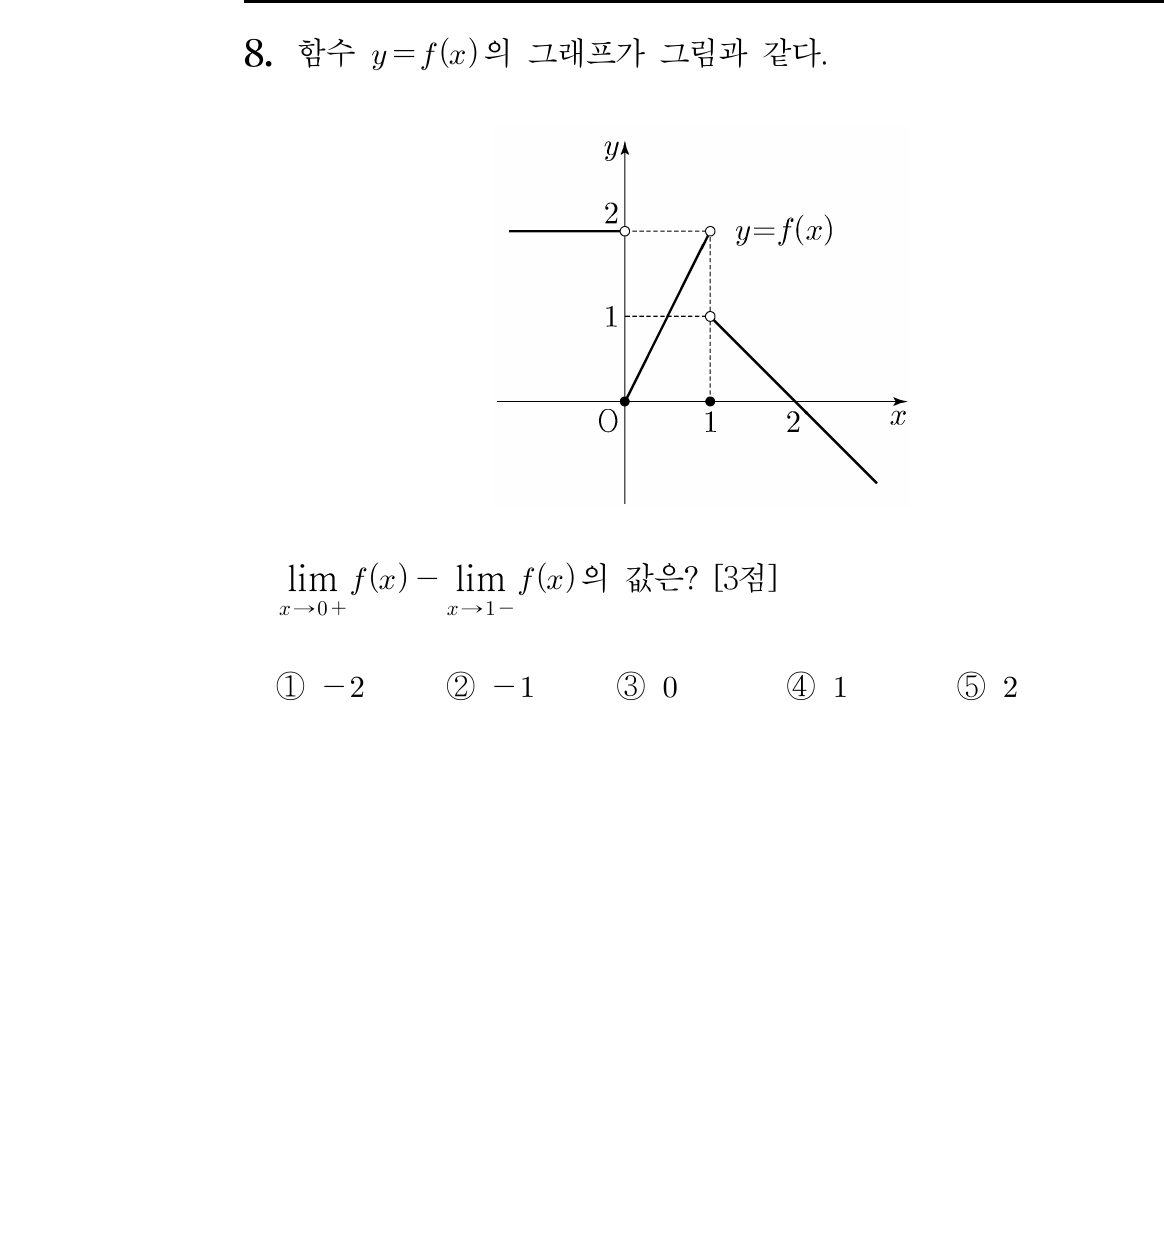 8. 함수 y=f(x)의 그래프가 그림과 같다.
y
2
y=f(x)
1
O
1
2
x
lim f(x) − lim f(x)의 값은? [3점]
x→0+ x→1−
① −2 ② −1 ③ 0 ④ 1 ⑤ 2